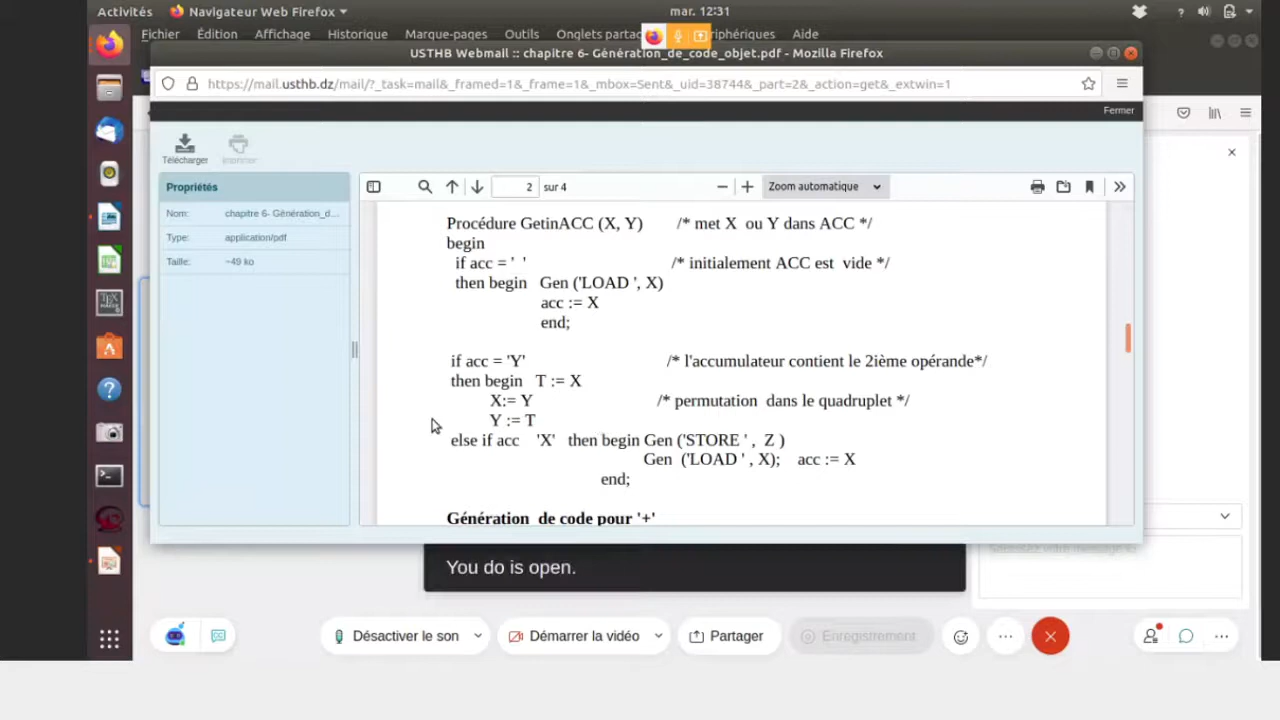 Activités
Navigateur Web Firefox
mar. 12:31
Fichier Édition Affichage Historique Marque-pages Outils Onglets partag périphériques Aide
USTHB Webmail :: chapitre 6- Génération_de_code_objet.pdf - Mozilla Firefox
https://mail.usthb.dz/mail/?_task=mail&_framed=1&_frame=1&_mbox=Sent&_uid=38744&_part=2&_action=get&_extwin=1
Fermer
Télécharger
Imprimer
Propriétés
Nom: chapitre 6- Génération_d...
Type: application/pdf
Taille: ~49 ko
2 sur 4
Zoom automatique
Procédure GetinACC (X, Y) /* met X ou Y dans ACC */
begin
if acc = ' ' /* initialement ACC est vide */
then begin Gen ('LOAD ', X)
acc := X
end;
if acc = 'Y' /* l'accumulateur contient le 2ième opérande*/
then begin T := X
X:= Y /* permutation dans le quadruplet */
Y := T
else if acc 'X' then begin Gen ('STORE ' , Z )
Gen ('LOAD ' , X); acc := X
end;
Génération de code pour '+'
You do is open.
Désactiver le son
Démarrer la vidéo
Partager
Enregistrement